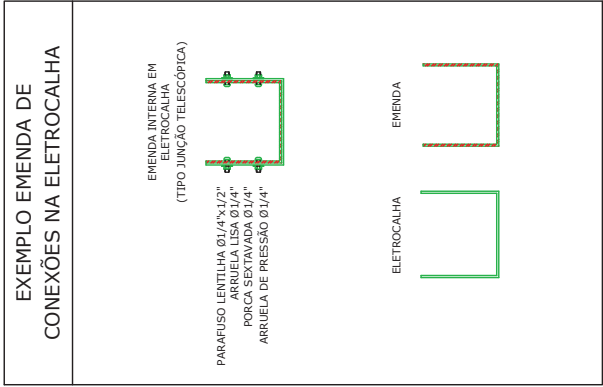 EXEMPLO EMENDA DE
CONEXÕES NA ELETROCALHA
EMENDA INTERNA EM
ELETROCALHA
(TIPO JUNÇÃO TELESCÓPICA)
PARAFUSO LENTILHA Ø1/4"x1/2"
ARRUELA LISA Ø1/4"
PORCA SEXTAVADA Ø1/4"
ARRUELA DE PRESSÃO Ø1/4"
EMENDA
ELETROCALHA